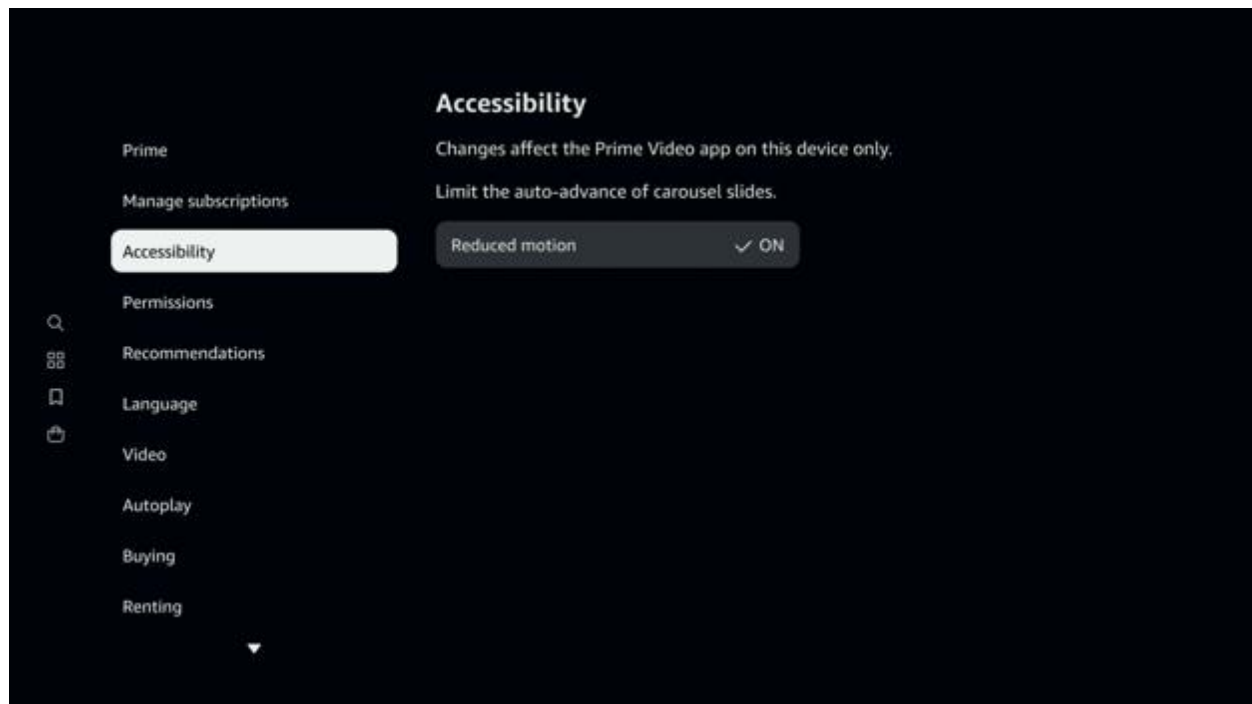 Prime
Manage subscriptions
Accessibility
Permissions
Recommendations
Language
Video
Autoplay
Buying
Renting
Accessibility
Changes affect the Prime Video app on this device only.
Limit the auto-advance of carousel slides.
Reduced motion ✓ ON